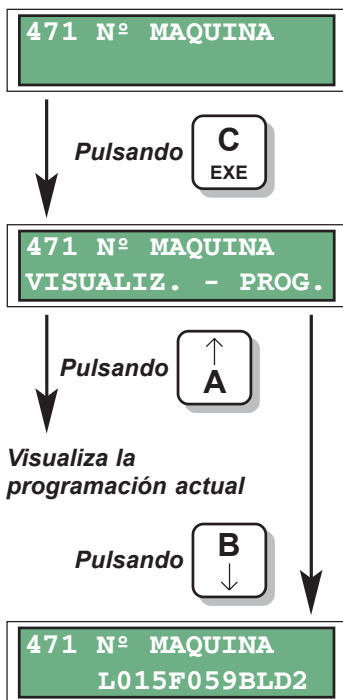 471 Nº MAQUINA
Pulsando
C
EXE
471 Nº MAQUINA
VISUALIZ. - PROG.
Pulsando
↑
A
Visualiza la
programación actual
Pulsando
B
↓
471 Nº MAQUINA
L015F059BLD2